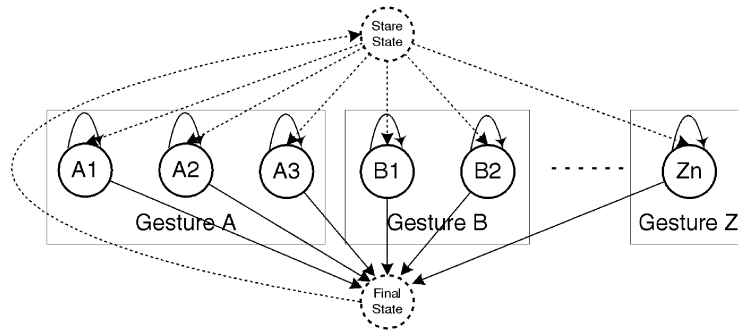 Stare
State
A1 A2 A3 B1 B2 Zn
Gesture A Gesture B Gesture Z
Final
State